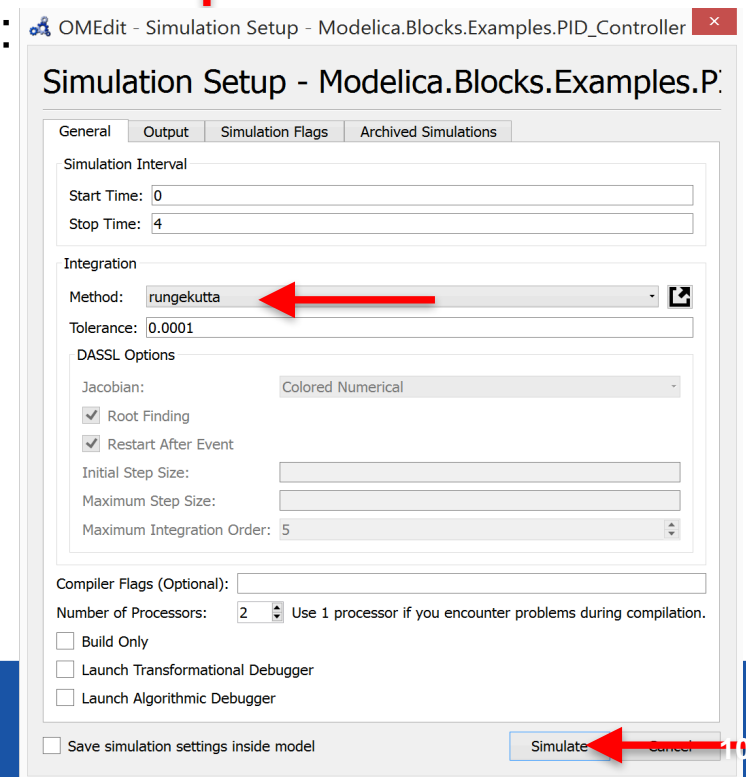 :
OMEdit - Simulation Setup - Modelica.Blocks.Examples.PID_Controller
Simulation Setup - Modelica.Blocks.Examples.P
General Output Simulation Flags Archived Simulations
Simulation Interval
Start Time: 0
Stop Time: 4
Integration
Method: rungekutta
Tolerance: 0.0001
DASSL Options
Jacobian: Colored Numerical
Root Finding
Restart After Event
Initial Step Size:
Maximum Step Size:
Maximum Integration Order: 5
Compiler Flags (Optional):
Number of Processors: 2 Use 1 processor if you encounter problems during compilation.
Build Only
Launch Transformational Debugger
Launch Algorithmic Debugger
Save simulation settings inside model Simulate Cancel